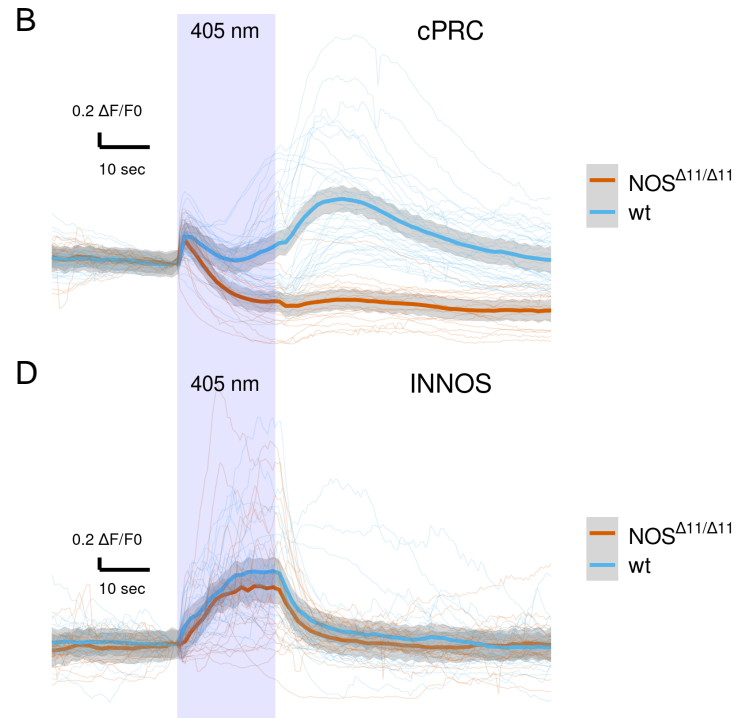 B
405 nm
cPRC
0.2 ΔF/F0
10 sec
NOSΔ11/Δ11
wt
D
405 nm
INNOS
0.2 ΔF/F0
10 sec
NOSΔ11/Δ11
wt